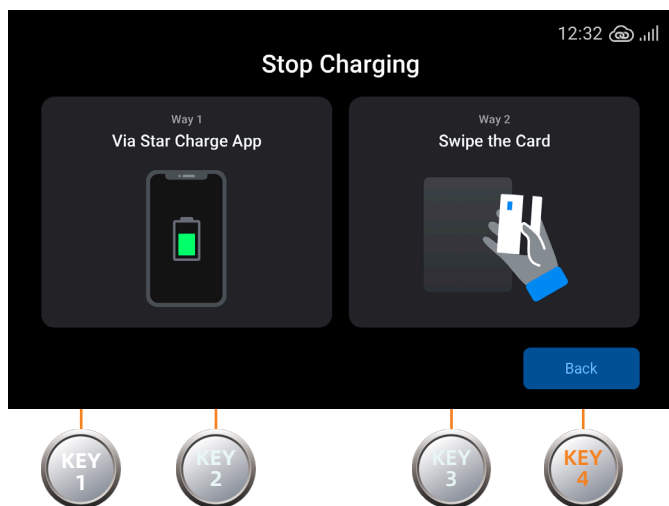 12:32
Stop Charging
Way 1
Via Star Charge App
Way 2
Swipe the Card
Back
KEY
1
KEY
2
KEY
3
KEY
4